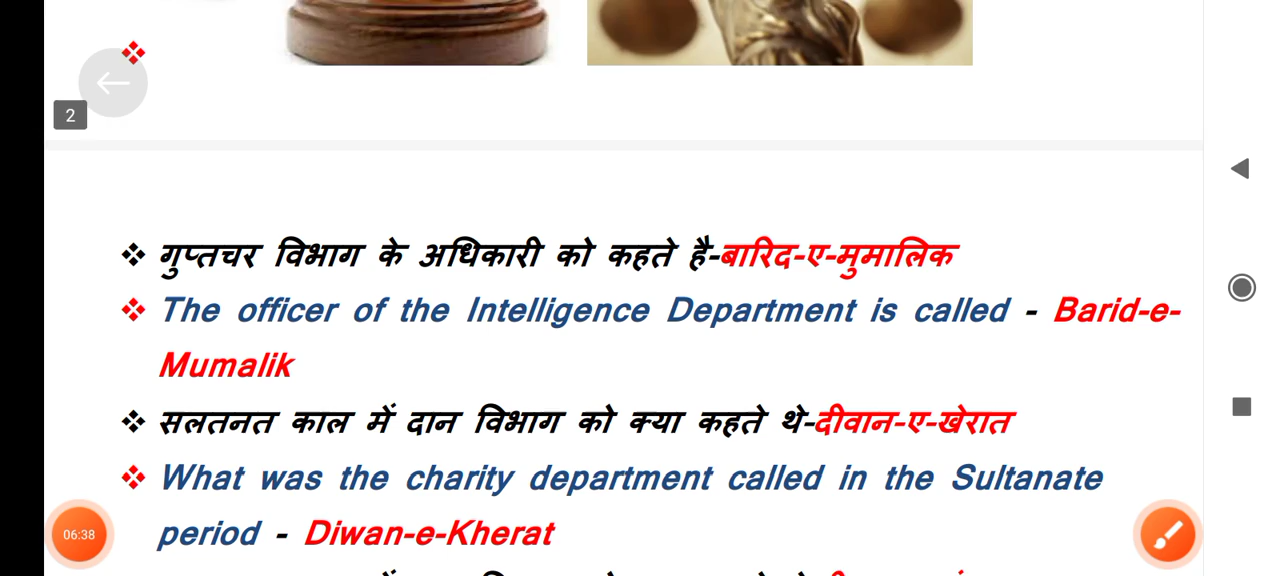 2
❖ गुप्तचर विभाग के अधिकारी को कहते है-बारिद-ए-मुमालिक
❖ The officer of the Intelligence Department is called - Barid-e-
Mumalik
❖ सलतनत काल में दान विभाग को क्या कहते थे-दीवान-ए-खेरात
❖ What was the charity department called in the Sultanate
period - Diwan-e-Kherat
06:38